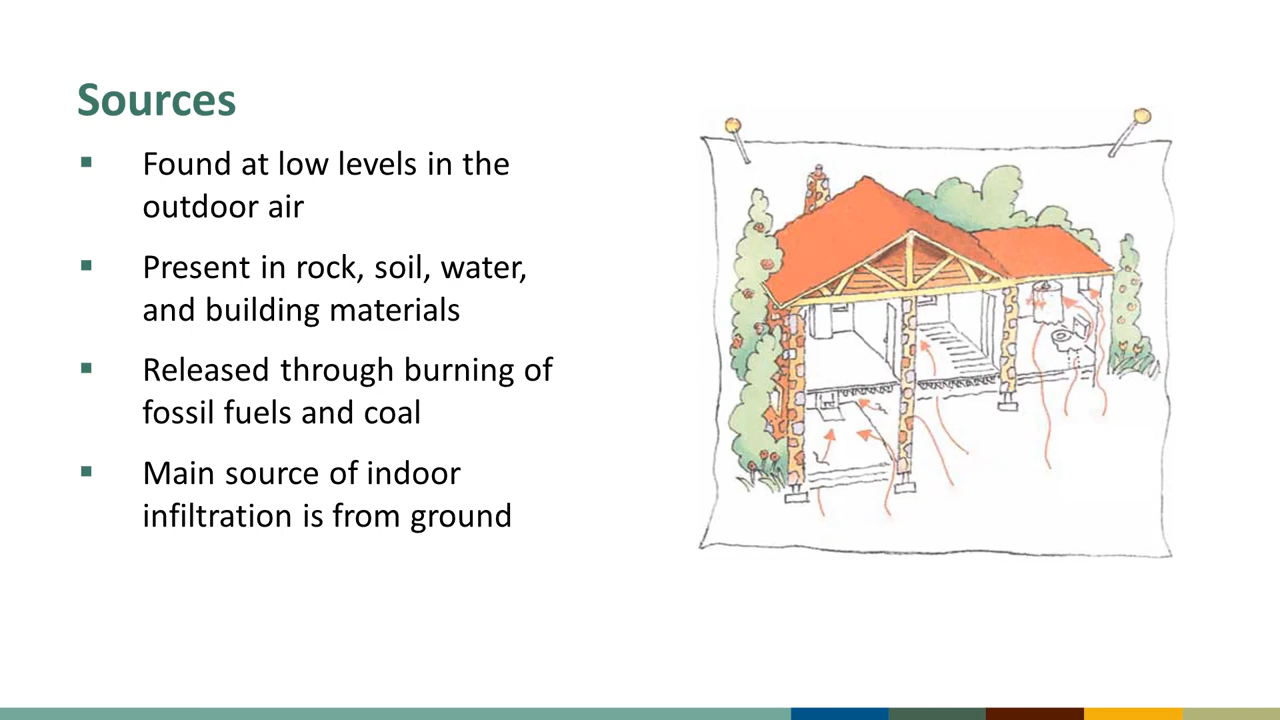 Sources
▪ Found at low levels in the
outdoor air
▪ Present in rock, soil, water,
and building materials
▪ Released through burning of
fossil fuels and coal
▪ Main source of indoor
infiltration is from ground